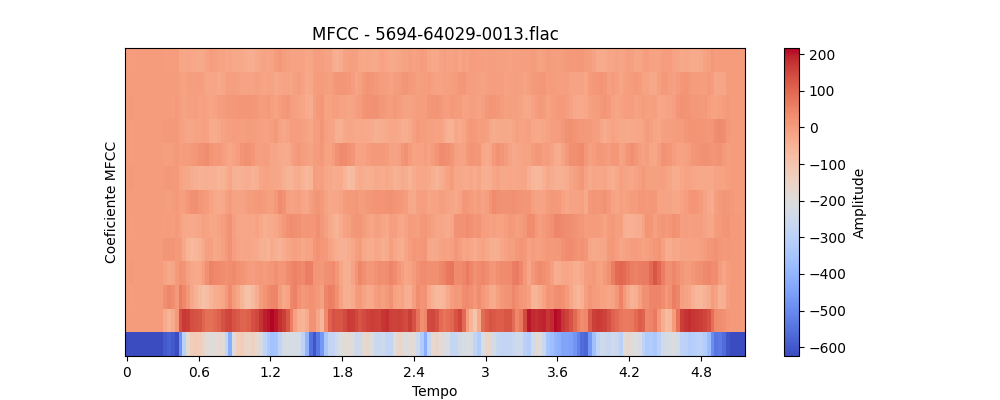 MFCC - 5694-64029-0013.flac
Coeficiente MFCC
0 0.6 1.2 1.8 2.4 3 3.6 4.2 4.8
Tempo
200
100
0
−100
−200
−300
−400
−500
−600
Amplitude